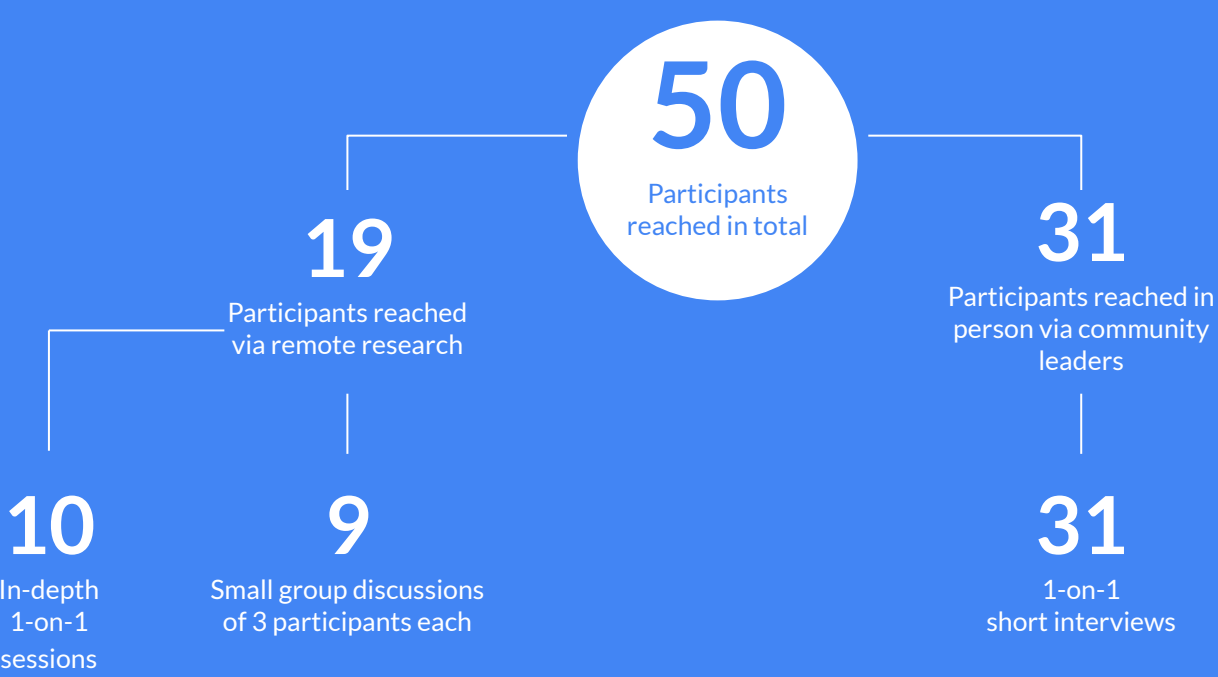 50
Participants
reached in total
19
Participants reached
via remote research
31
Participants reached in
person via community
leaders
10
In-depth
1-on-1
sessions
9
Small group discussions
of 3 participants each
31
1-on-1
short interviews